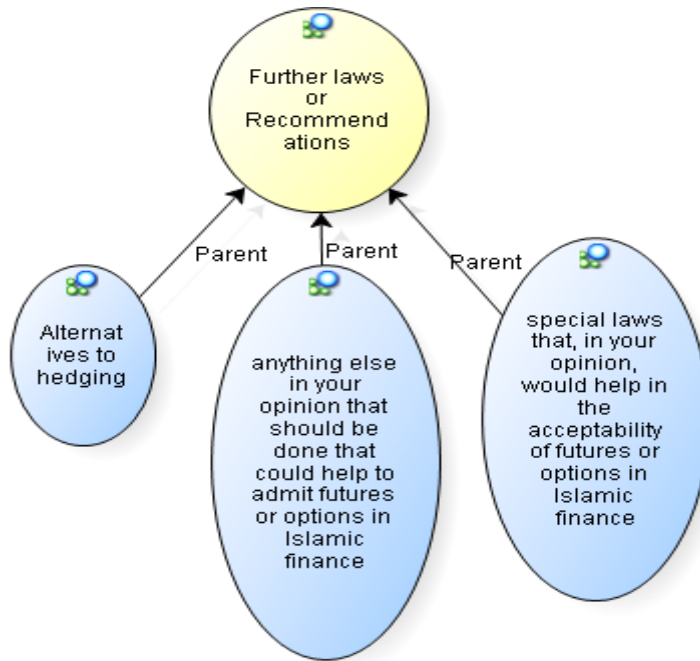 Further laws
or
Recommend
ations
Parent
Parent
Parent
Alternat
ives to
hedging
anything else
in your
opinion that
should be
done that
could help to
admit futures
or options in
Islamic
finance
special laws
that, in your
opinion,
would help in
the
acceptability
of futures or
options in
Islamic
finance